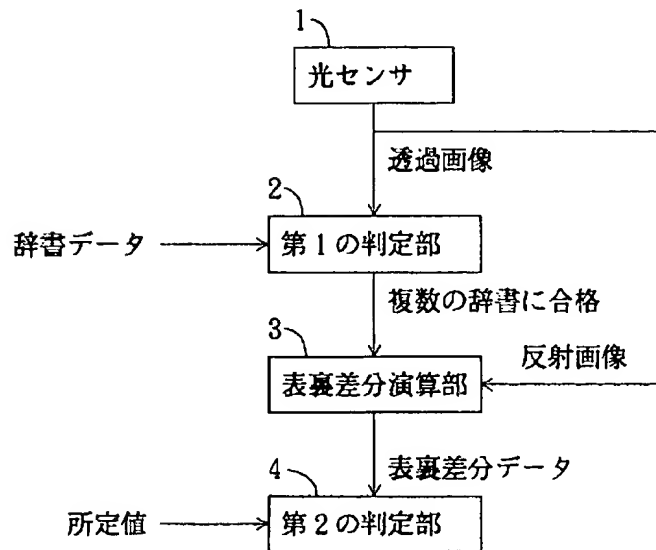 1
光センサ
透過画像
2
辞書データ
第1の判定部
複数の辞書に合格
3
反射画像
表裏差分演算部
表裏差分データ
4
所定値
第2の判定部